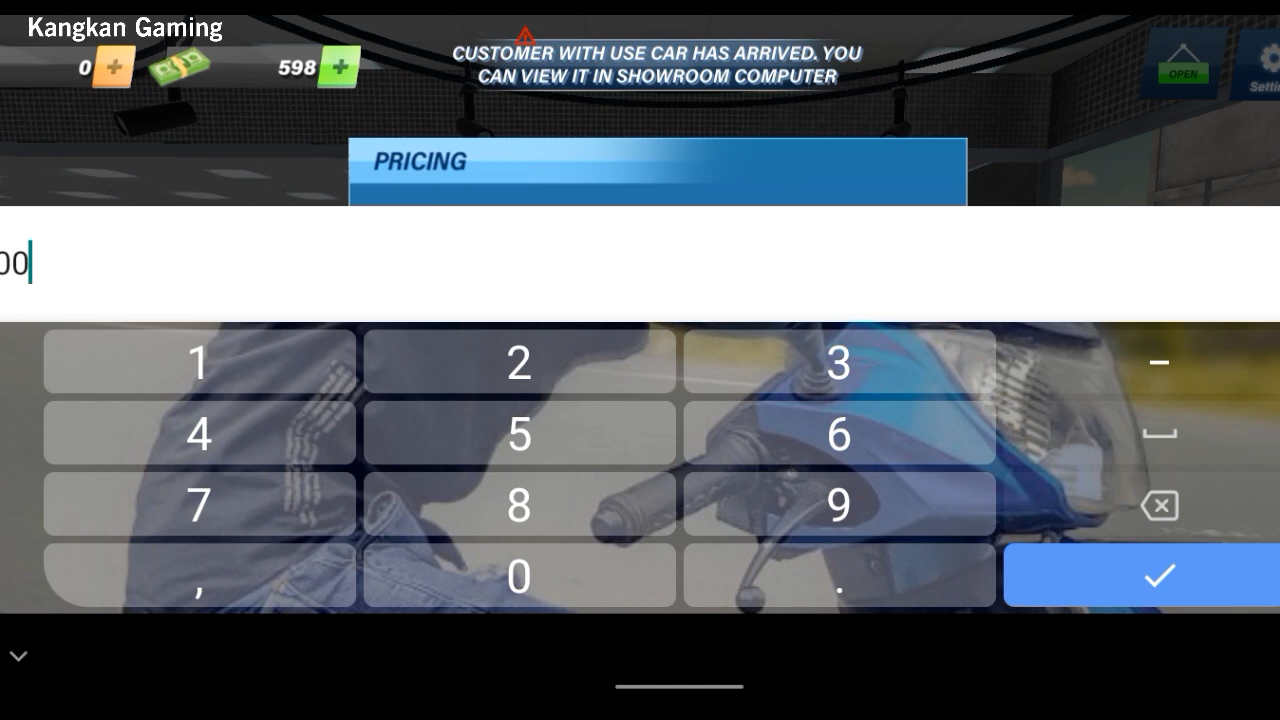 Kangkan Gaming
0 +
598 +
CUSTOMER WITH USE CAR HAS ARRIVED. YOU
CAN VIEW IT IN SHOWROOM COMPUTER
OPEN
Setti
PRICING
00
1 2 3 -
4 5 6
7 8 9
, 0 .